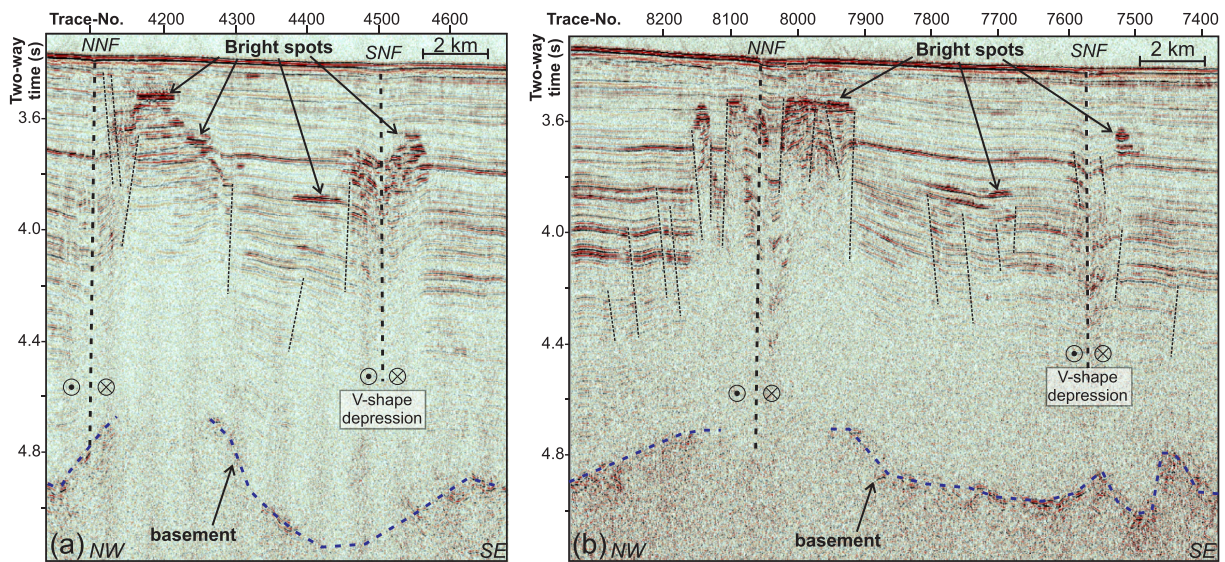 Trace-No. 4200 4300 4400 4500 4600
NNF Bright spots SNF 2 km
Two-way
time (s)
3.6
4.0
4.4
4.8
V-shape
depression
basement
(a) NW SE
Trace-No. 8200 8100 8000 7900 7800 7700 7600 7500 7400
NNF Bright spots SNF 2 km
Two-way
time (s)
3.6
4.0
4.4
4.8
V-shape
depression
basement
(b) NW SE